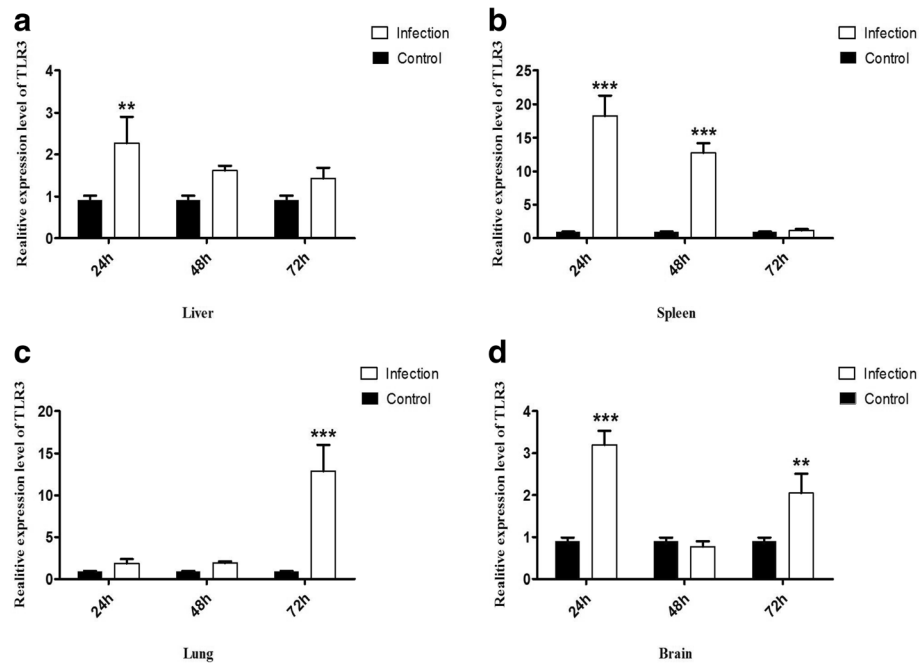 a
Infection
Control
Realitive expression level of TLR3
4
3
2
1
0
**
24h
48h
72h
Liver
b
Infection
Control
Realitive expression level of TLR3
25
20
15
10
5
0
***
***
24h
48h
72h
Spleen
c
Infection
Control
Realitive expression level of TLR3
20
15
10
5
0
***
24h
48h
72h
Lung
d
Infection
Control
Realitive expression level of TLR3
4
3
2
1
0
***
**
24h
48h
72h
Brain